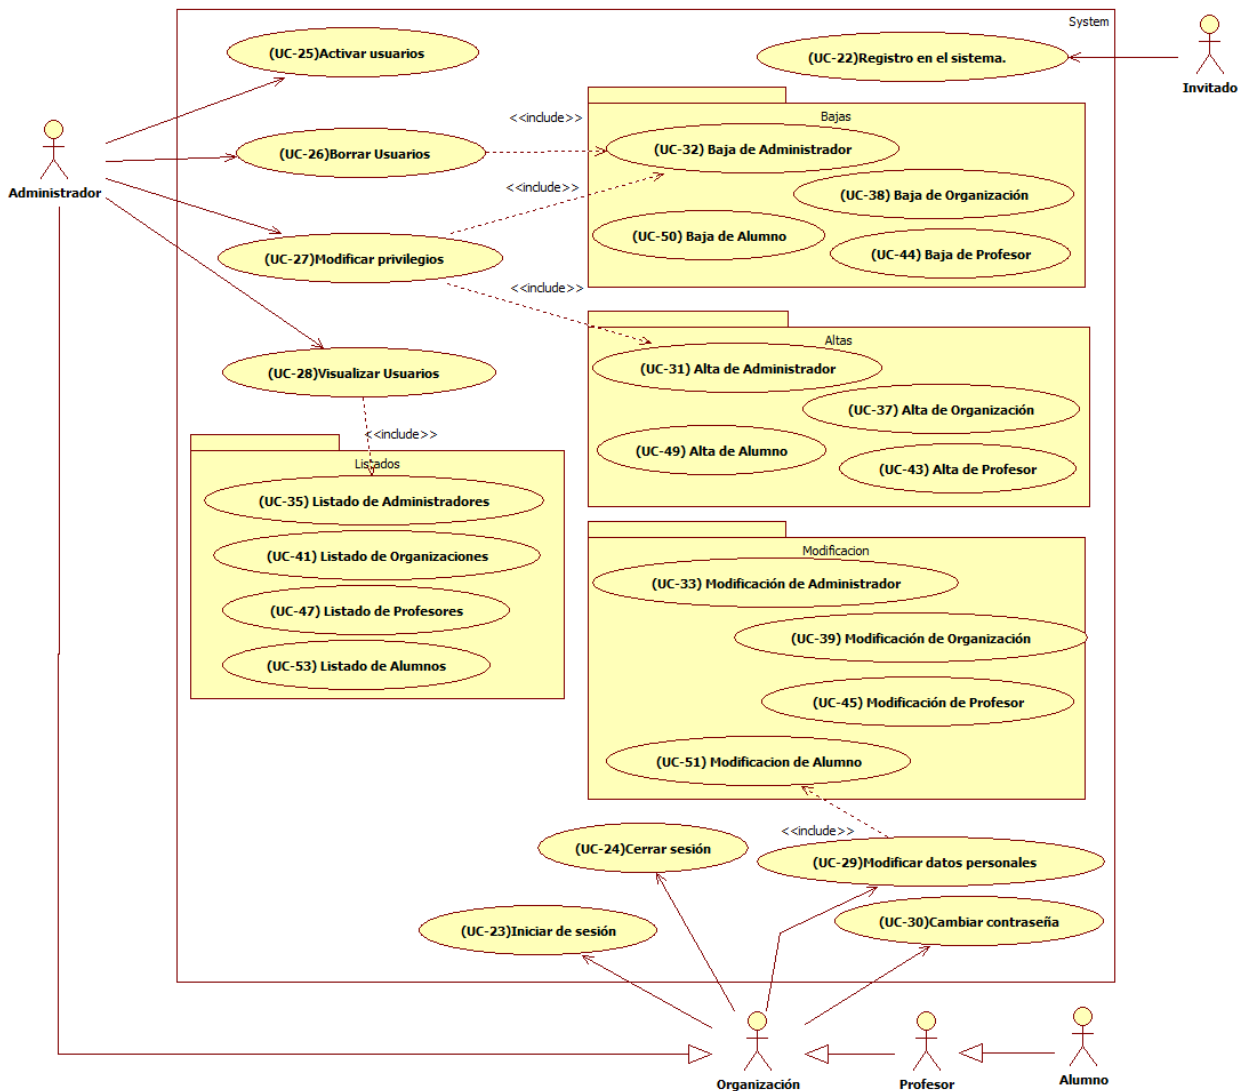 System
(UC-25)Activar usuarios
(UC-22)Registro en el sistema.
Invitado
<<include>>
Bajas
(UC-26)Borrar Usuarios
(UC-32) Baja de Administrador
Administrador
<<include>>
(UC-38) Baja de Organización
(UC-50) Baja de Alumno
(UC-44) Baja de Profesor
(UC-27)Modificar privilegios
<<include>>
Altas
(UC-31) Alta de Administrador
(UC-28)Visualizar Usuarios
(UC-37) Alta de Organización
<<include>>
(UC-49) Alta de Alumno
(UC-43) Alta de Profesor
Listados
(UC-35) Listado de Administradores
(UC-41) Listado de Organizaciones
(UC-47) Listado de Profesores
(UC-53) Listado de Alumnos
Modificacion
(UC-33) Modificación de Administrador
(UC-39) Modificación de Organización
(UC-45) Modificación de Profesor
(UC-51) Modificacion de Alumno
<<include>>
(UC-24)Cerrar sesión
(UC-29)Modificar datos personales
(UC-23)Iniciar de sesión
(UC-30)Cambiar contraseña
Organización
Profesor
Alumno